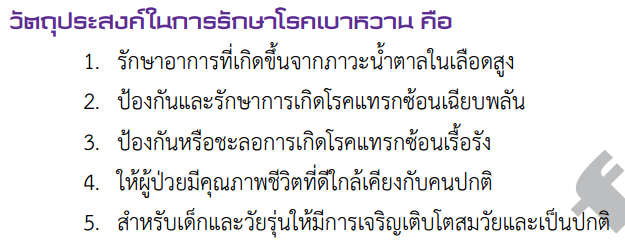 วัตถุประสงค์ในการรักษาโรคเบาหวาน คือ
1. รักษาอาการที่เกิดขึ้นจากภาวะน้ำตาลในเลือดสูง
2. ป้องกันและรักษาการเกิดโรคแทรกซ้อนเฉียบพลัน
3. ป้องกันหรือชะลอการเกิดโรคแทรกซ้อนเรื้อรัง
4. ให้ผู้ป่วยมีคุณภาพชีวิตที่ดีใกล้เคียงกับคนปกติ
5. สำหรับเด็กและวัยรุ่นให้มีการเจริญเติบโตสมวัยและเป็นปกติ